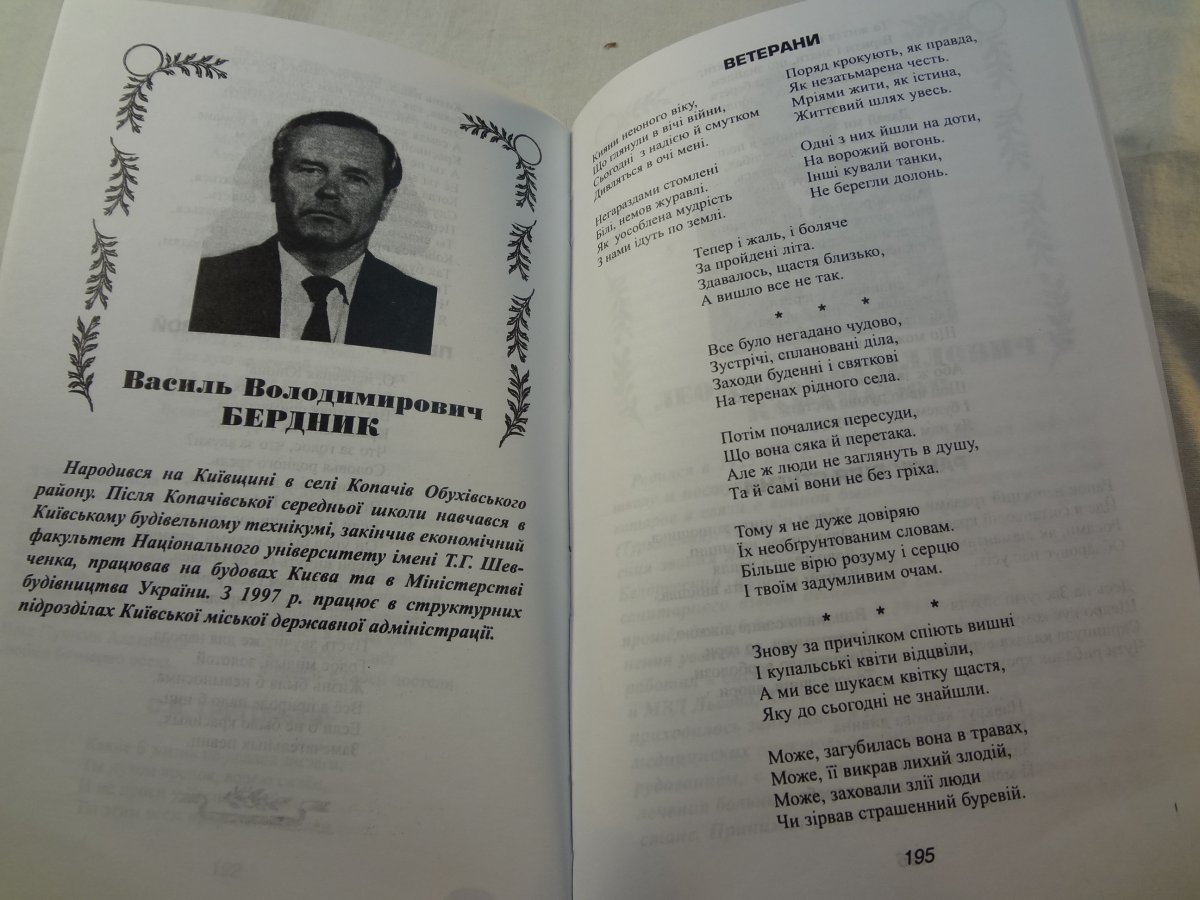 Василь Володимирович
БЕРДНИК
Народився на Київщині в селі Копачів Обухівського
району. Після Копачівської середньої школи навчався в
Київському будівельному технікумі, закінчив економічний
факультет Національного університету імені Т.Г. Шев-
ченка, працював на будовах Києва та в Міністерстві
будівництва України. З 1997 р. працює в структурних
підрозділах Київської міської державної адміністрації.
ВЕТЕРАНИ
Кияни неюного віку,
Що глянули в вічі війни,
Сьогодні з надією й смутком
Дивляться в очі мені.
Негараздами стомлені
Білі, немов журавлі.
Як уособлена мудрість
З нами ідуть по землі.
Поряд крокують, як правда,
Як незатьмарена честь.
Мріями жити, як істина,
Життєвий шлях увесь.
Одні з них йшли на доти,
На ворожий вогонь.
Інші кували танки,
Не берегли долонь.
Тепер і жаль, і боляче
За пройдені літа.
Здавалось, щастя близько,
А вийшло все не так.
* * *
Все було негадано чудово,
Зустрічі, сплановані діла,
Заходи буденні і святкові
На теренах рідного села.
Потім почалися пересуди,
Що вона сяка й перетака.
Але ж люди не заглянуть в душу,
Та й самі вони не без гріха.
Тому я не дуже довіряю
Їх необґрунтованим словам.
Більше вірю розуму і серцю
І твоїм задумливим очам.
* * *
Знову за причілком спіють вишні
І купальські квіти відцвіли,
А ми все шукаєм квітку щастя,
Яку до сьогодні не знайшли.
Може, загубилась вона в травах,
Може, її викрав лихий злодій,
Може, заховали злії люди
Чи зірвав страшенний буревій.
195